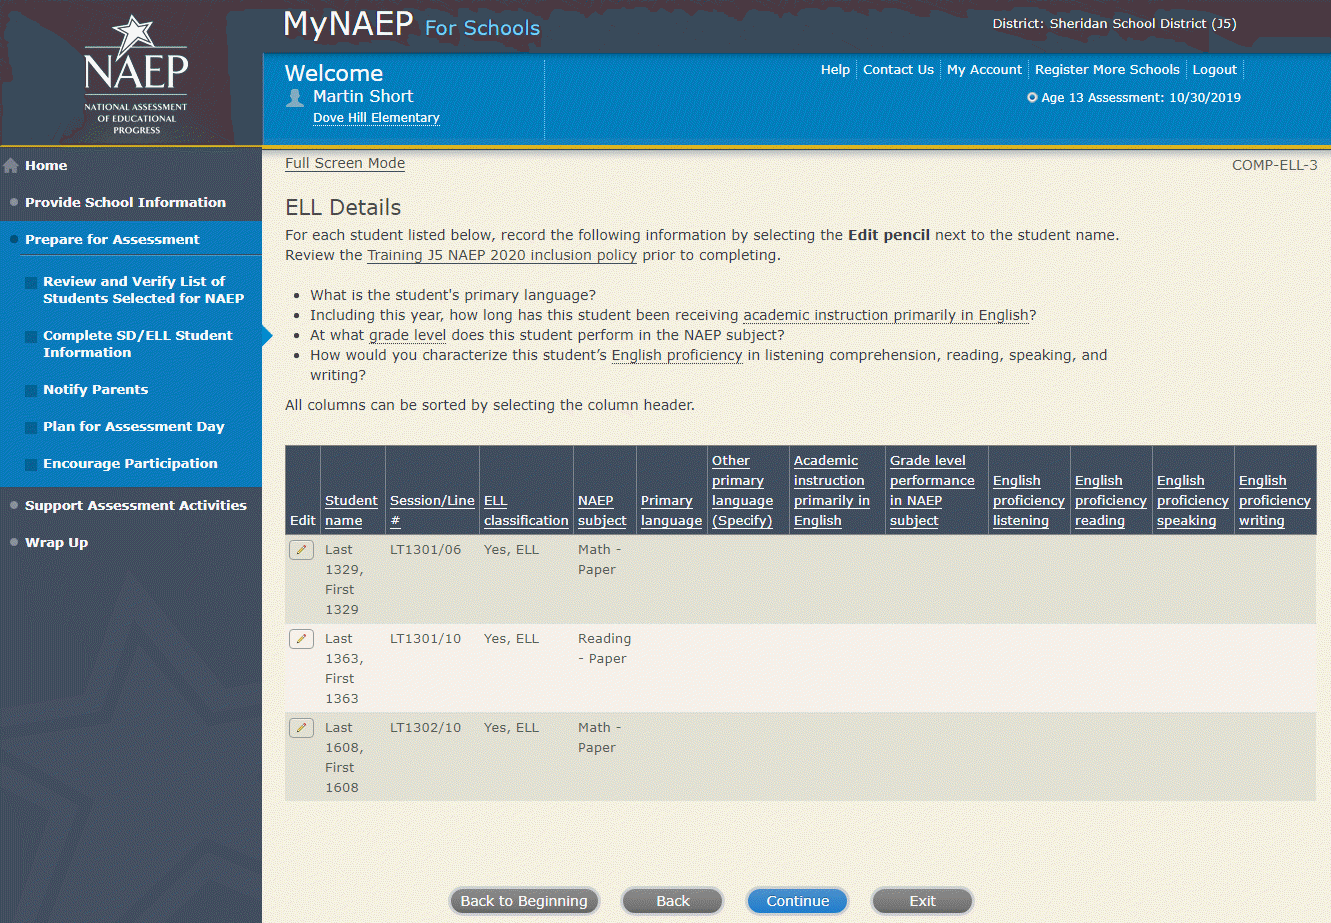 NAEP
NATIONAL ASSESSMENT
OF EDUCATIONAL
PROGRESS
MyNAEP For Schools
District: Sheridan School District (J5)
Welcome
Martin Short
Dove Hill Elementary
Help
Contact Us
My Account
Register More Schools
Logout
Age 13 Assessment: 10/30/2019
Home
Provide School Information
Prepare for Assessment
Review and Verify List of
Students Selected for NAEP
Complete SD/ELL Student
Information
Notify Parents
Plan for Assessment Day
Encourage Participation
Support Assessment Activities
Wrap Up
Full Screen Mode
COMP-ELL-3
ELL Details
For each student listed below, record the following information by selecting the Edit pencil next to the student name.
Review the Training J5 NAEP 2020 inclusion policy prior to completing.
What is the student's primary language?
Including this year, how long has this student been receiving academic instruction primarily in English?
At what grade level does this student perform in the NAEP subject?
How would you characterize this student’s English proficiency in listening comprehension, reading, speaking, and
writing?
All columns can be sorted by selecting the column header.
Edit
Student
name
Session/Line
#
ELL
classification
NAEP
subject
Primary
language
Other
primary
language
(Specify)
Academic
instruction
primarily in
English
Grade level
performance
in NAEP
subject
English
proficiency
listening
English
proficiency
reading
English
proficiency
speaking
English
proficiency
writing
Last
1329,
First
1329
LT1301/06
Yes, ELL
Math -
Paper
Last
1363,
First
1363
LT1301/10
Yes, ELL
Reading
- Paper
Last
1608,
First
1608
LT1302/10
Yes, ELL
Math -
Paper
Back to Beginning
Back
Continue
Exit